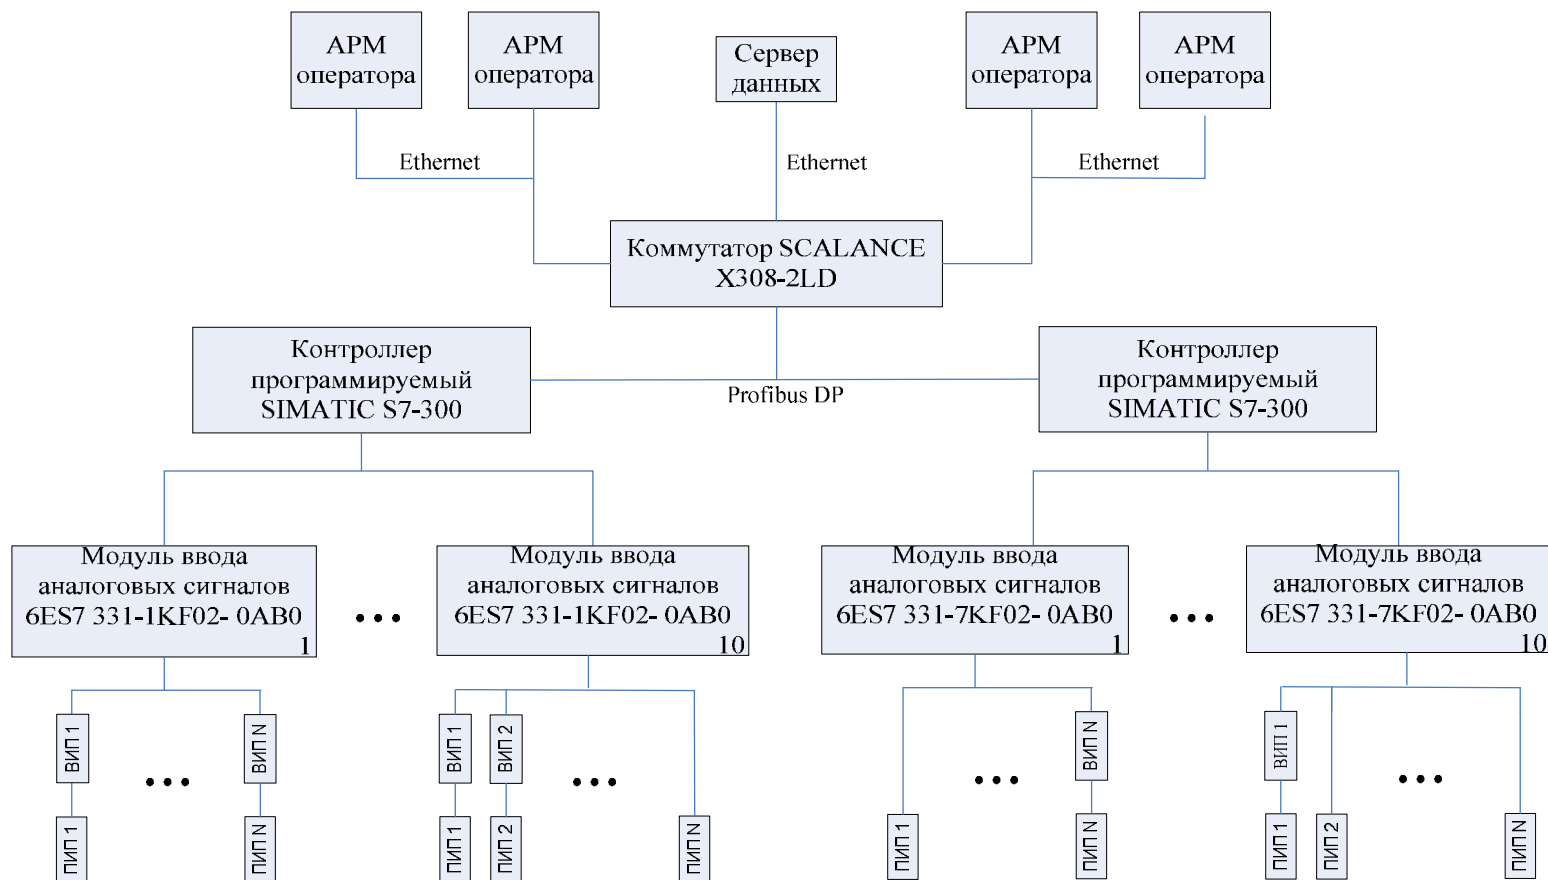 АРМ
оператора
АРМ
оператора
Сервер
данных
АРМ
оператора
АРМ
оператора
Ethernet
Ethernet
Ethernet
Коммутатор SCALANCE
X308-2LD
Контроллер
программируемый
SIMATIC S7-300
Контроллер
программируемый
SIMATIC S7-300
Profibus DP
Модуль ввода
аналоговых сигналов
6ES7 331-1KF02- 0AB0
1
Модуль ввода
аналоговых сигналов
6ES7 331-1KF02- 0AB0
10
Модуль ввода
аналоговых сигналов
6ES7 331-7KF02- 0AB0
1
Модуль ввода
аналоговых сигналов
6ES7 331-7KF02- 0AB0
10
ВИП 1
ВИП N
ВИП 1
ВИП 2
ВИП N
ВИП 1
ПИП 1
ПИП N
ПИП 1
ПИП 2
ПИП N
ПИП 1
ПИП N
ПИП 1
ПИП 2
ПИП N